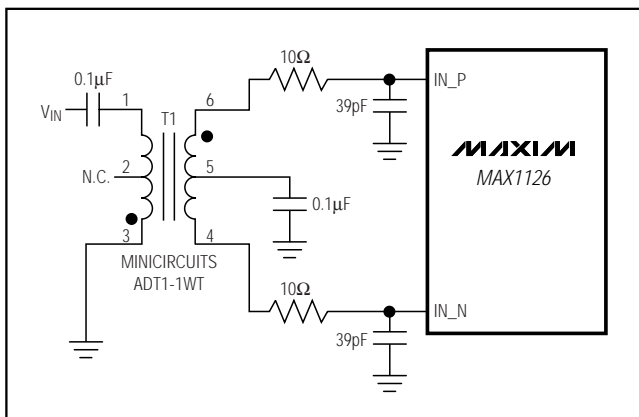 10Ω
0.1μF
1
6
IN_P
VIN
T1
39pF
MAXIM
MAX1126
2
5
N.C.
0.1μF
3
4
MINICIRCUITS
ADT1-1WT
10Ω
IN_N
39pF